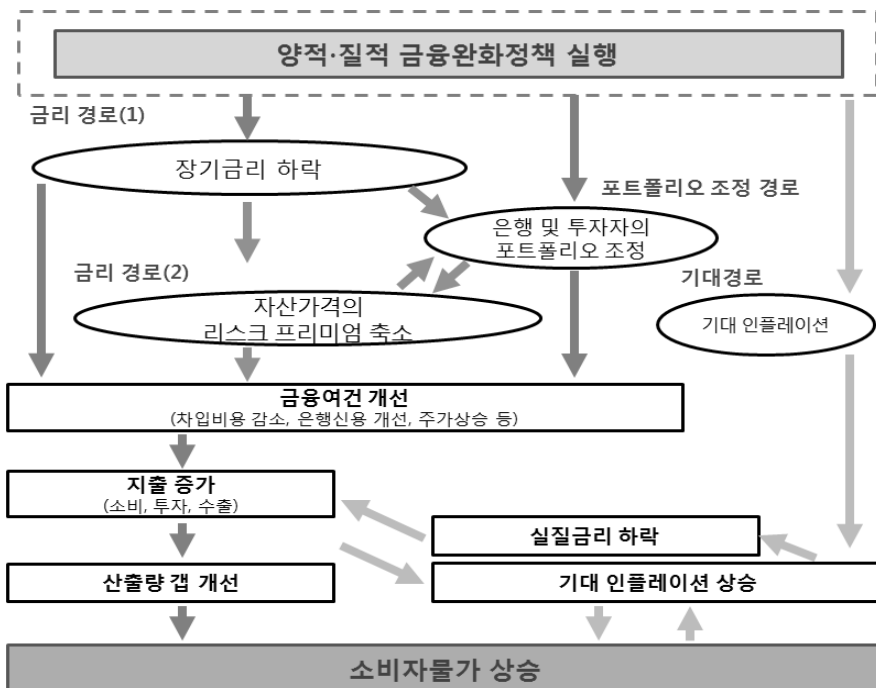 양적·질적 금융완화정책 실행
금리 경로(1)
장기금리 하락
포트폴리오 조정 경로
은행 및 투자자의
포트폴리오 조정
금리 경로(2)
기대경로
자산가격의
리스크 프리미엄 축소
기대 인플레이션
금융여건 개선
(차입비용 감소, 은행신용 개선, 주가상승 등)
지출 증가
(소비, 투자, 수출)
실질금리 하락
산출량 갭 개선
기대 인플레이션 상승
소비자물가 상승